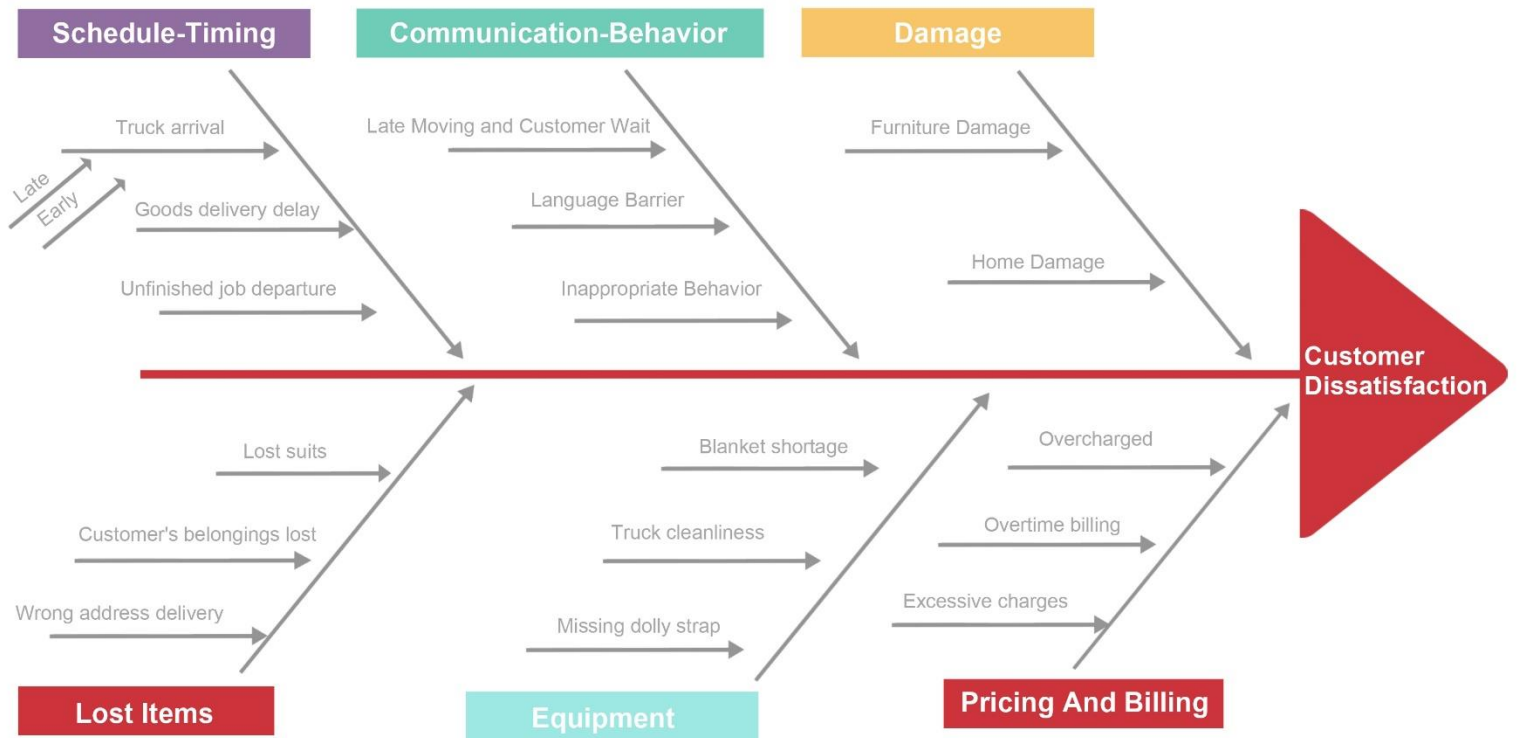 Schedule-Timing
Communication-Behavior
Damage
Truck arrival
Late
Early
Goods delivery delay
Unfinished job departure
Late Moving and Customer Wait
Language Barrier
Inappropriate Behavior
Furniture Damage
Home Damage
Customer
Dissatisfaction
Lost suits
Customer's belongings lost
Wrong address delivery
Blanket shortage
Truck cleanliness
Missing dolly strap
Overcharged
Overtime billing
Excessive charges
Lost Items
Equipment
Pricing And Billing